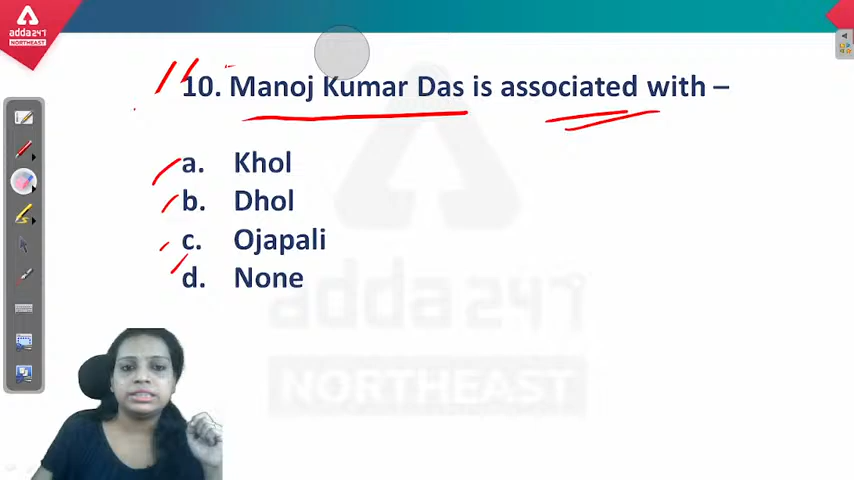 adda247
NORTHEAST
10. Manoj Kumar Das is associated with –
a. Khol
b. Dhol
c. Ojapali
d. None
adda247
NORTHEAST